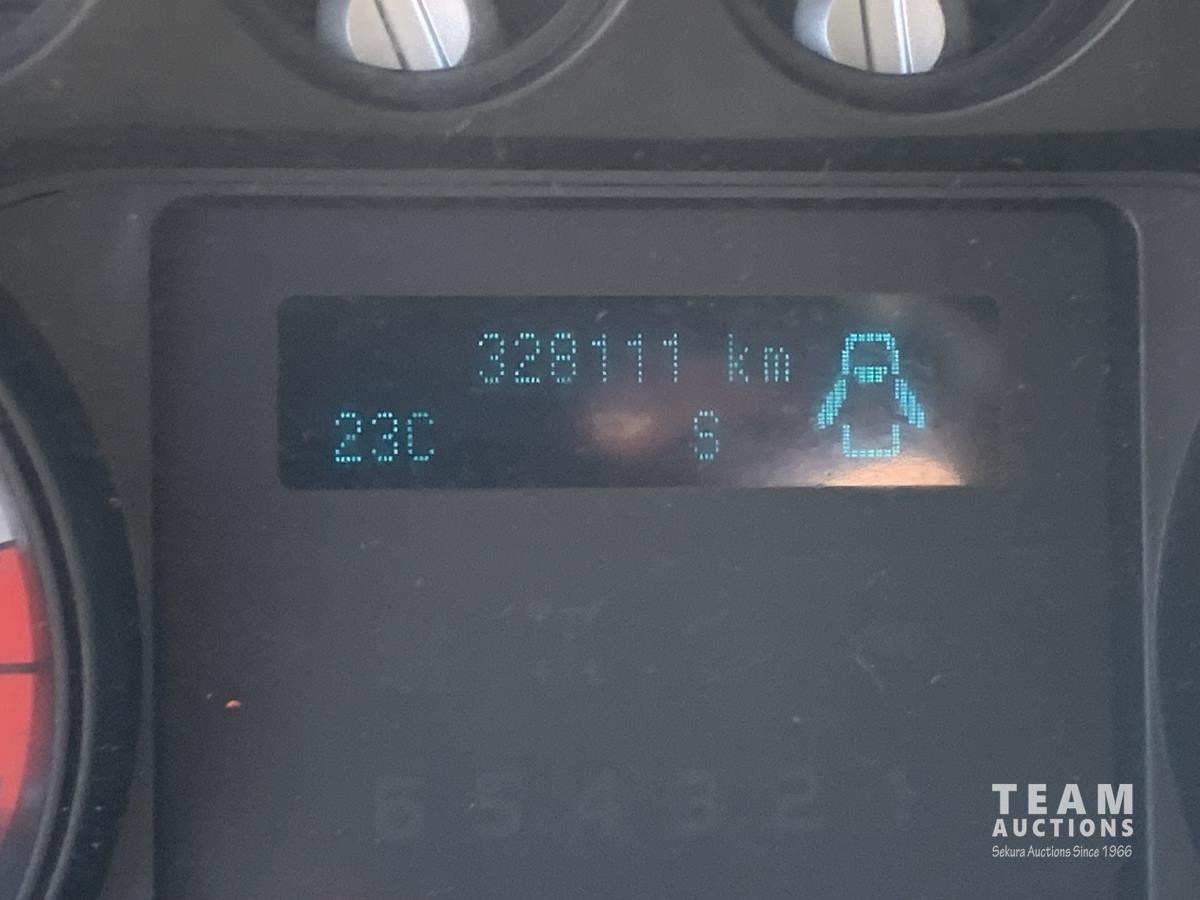 328111 km
23C S
6 5 4 3 2 1
TEAM
AUCTIONS
Sekura Auctions Since 1966